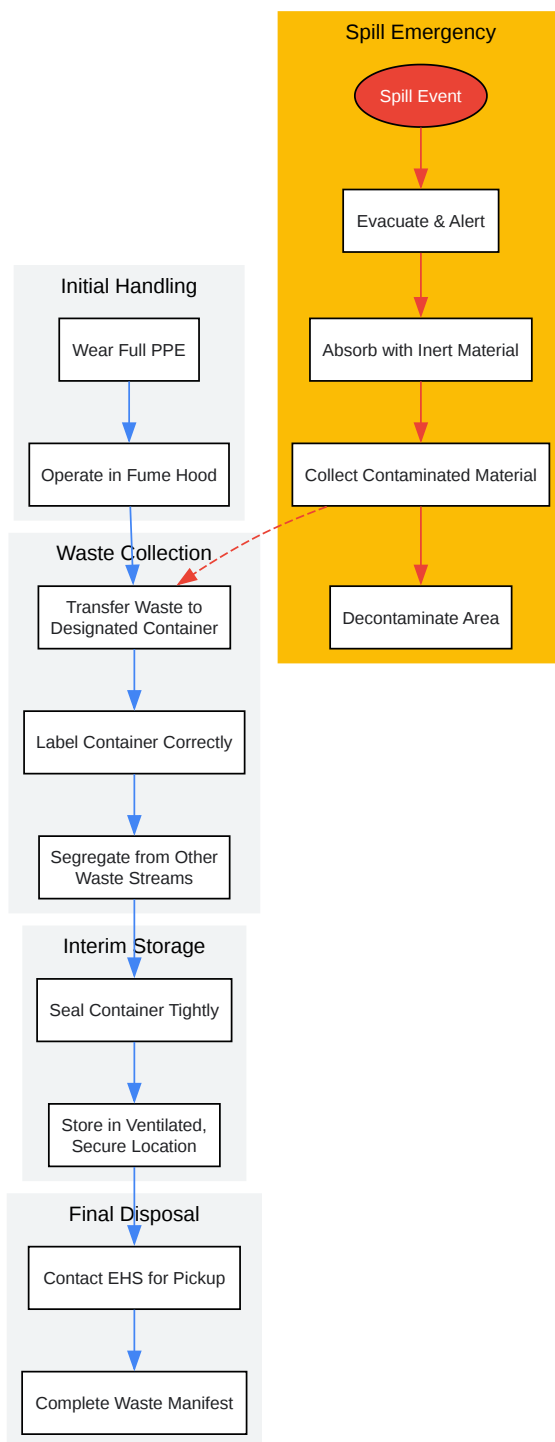 Spill Emergency
Spill Event
Evacuate & Alert
Absorb with Inert Material
Collect Contaminated Material
Decontaminate Area
Initial Handling
Wear Full PPE
Operate in Fume Hood
Waste Collection
Transfer Waste to
Designated Container
Label Container Correctly
Segregate from Other
Waste Streams
Interim Storage
Seal Container Tightly
Store in Ventilated,
Secure Location
Final Disposal
Contact EHS for Pickup
Complete Waste Manifest